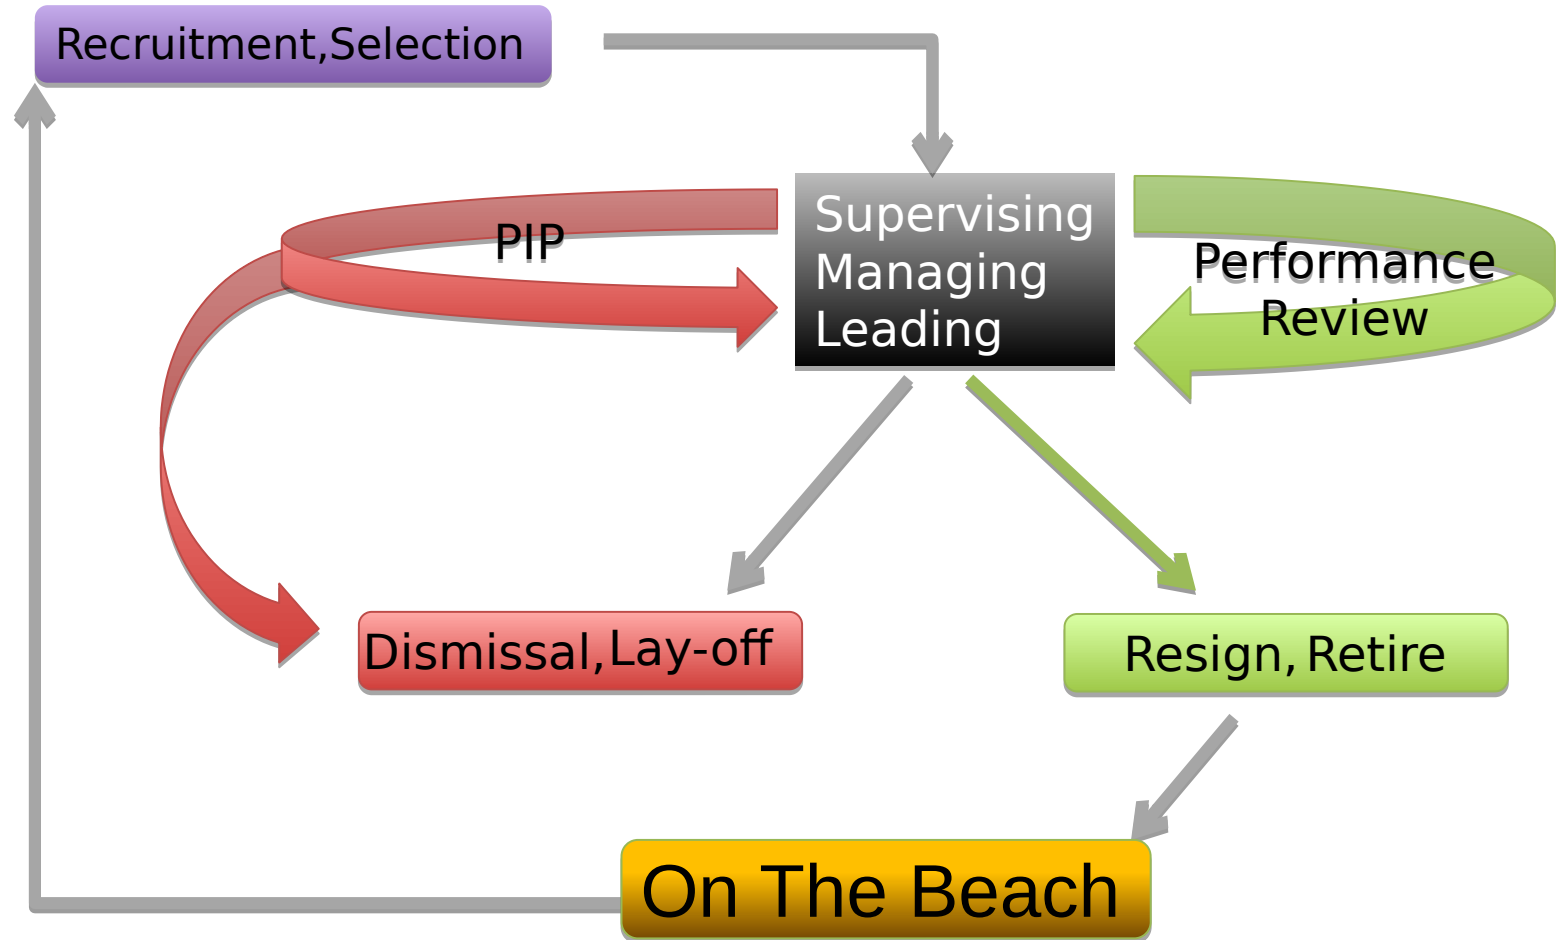 Recruitment,Selection
Supervising
Managing
Leading
PIP
Performance
Review
Dismissal,Lay-off
Resign,Retire
On The Beach